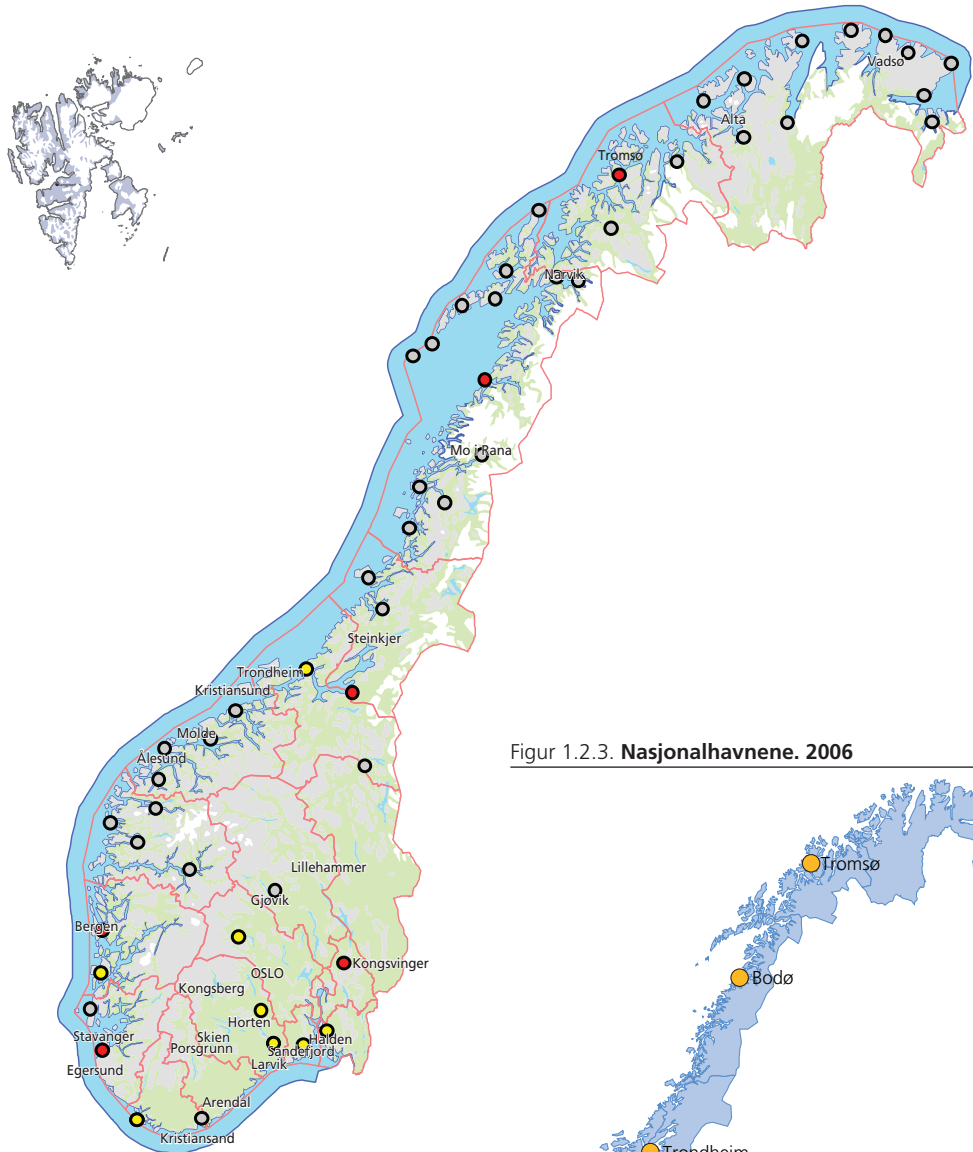 Vadsø
Alta
Tromsø
Narvik
Mo i Rana
Steinkjer
Trondheim
Kristiansund
Molde
Ålesund
Lillehammer
Gjøvik
Bergen
Kongsvinger
OSLO
Kongsberg
Horten
Stavanger
Skien
Halden
Porsgrunn
Sandefjord
Larvik
Egersund
Arendal
Kristiansand
Figur 1.2.3. Nasjonalhavnene. 2006
Tromsø
Bodø
Trondheim